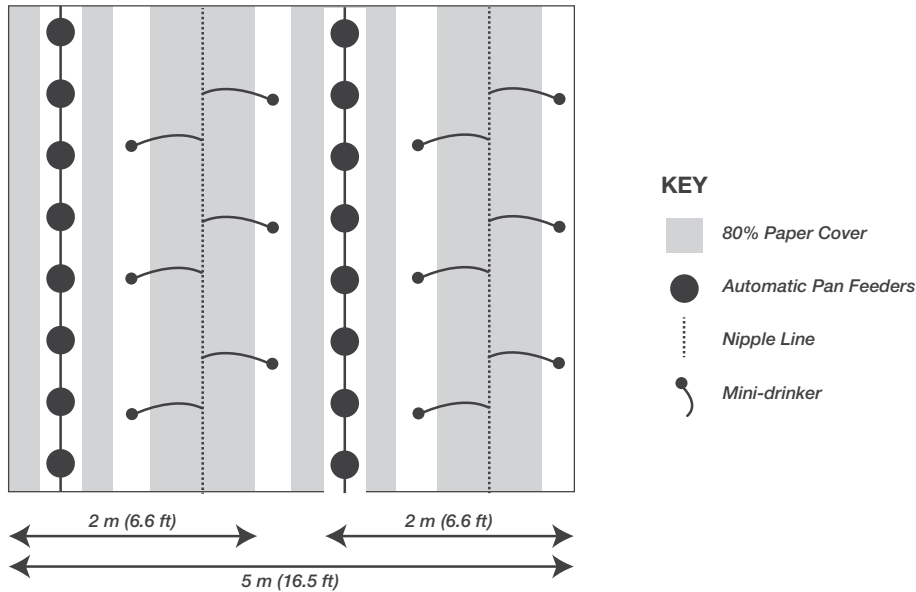 KEY
80% Paper Cover
Automatic Pan Feeders
Nipple Line
Mini-drinker
2 m (6.6 ft)
2 m (6.6 ft)
5 m (16.5 ft)